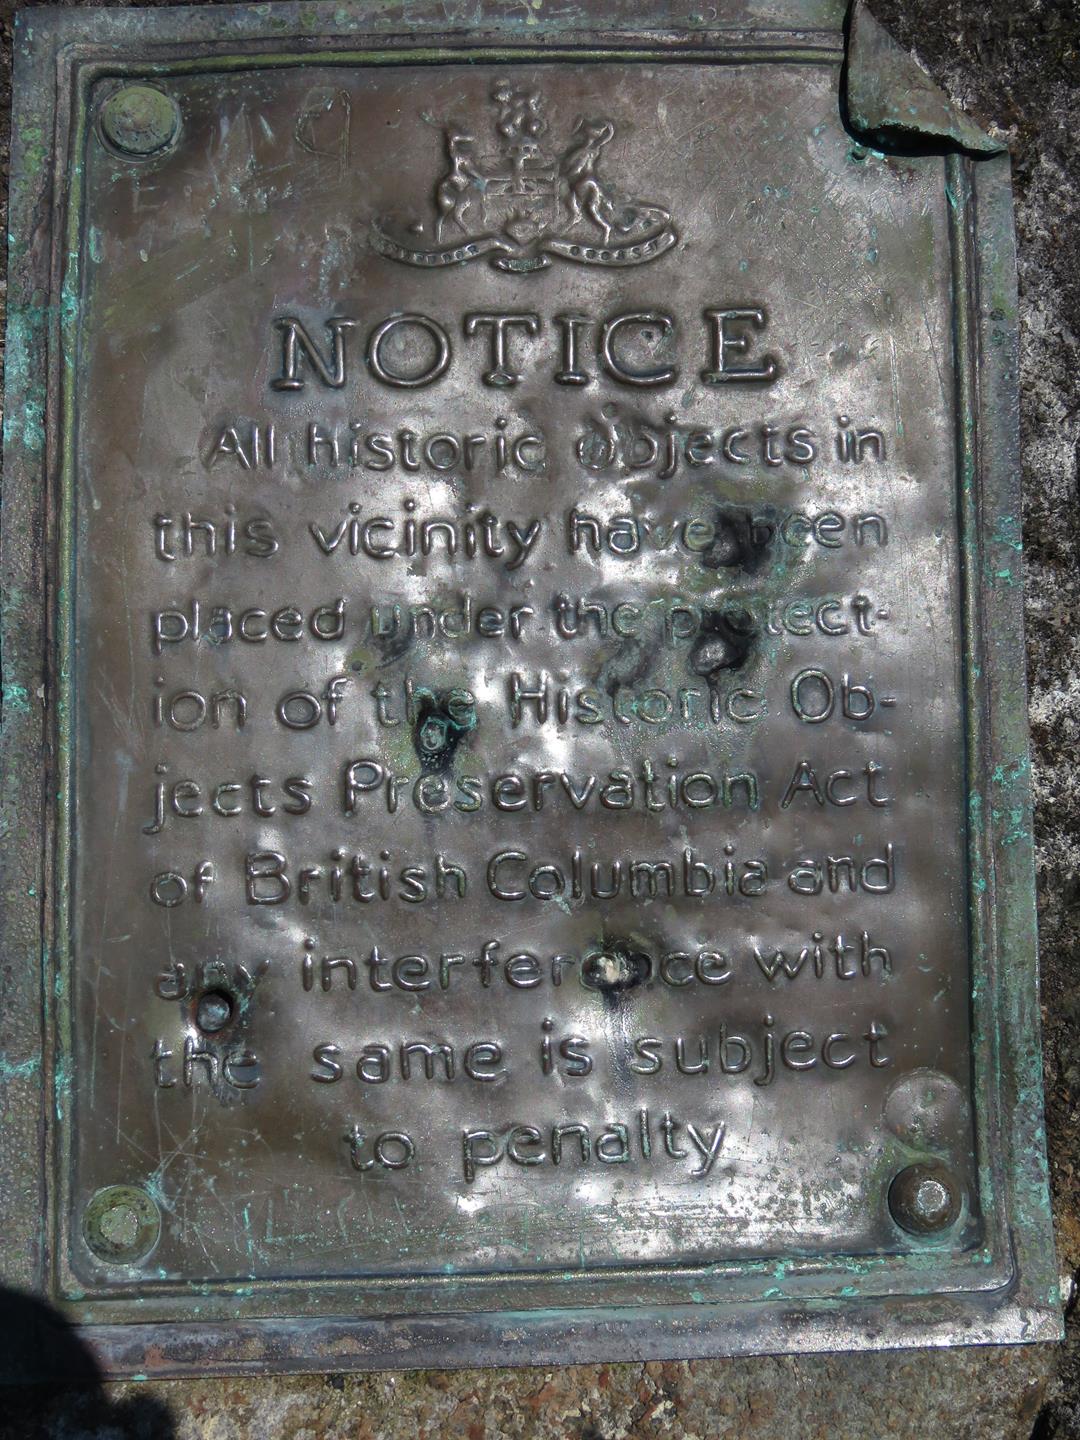 NOTICE
All historic objects in
this vicinity have been
placed under the protect-
ion of the Historic Ob-
jects Preservation Act
of British Columbia and
any interference with
the same is subject
to penalty